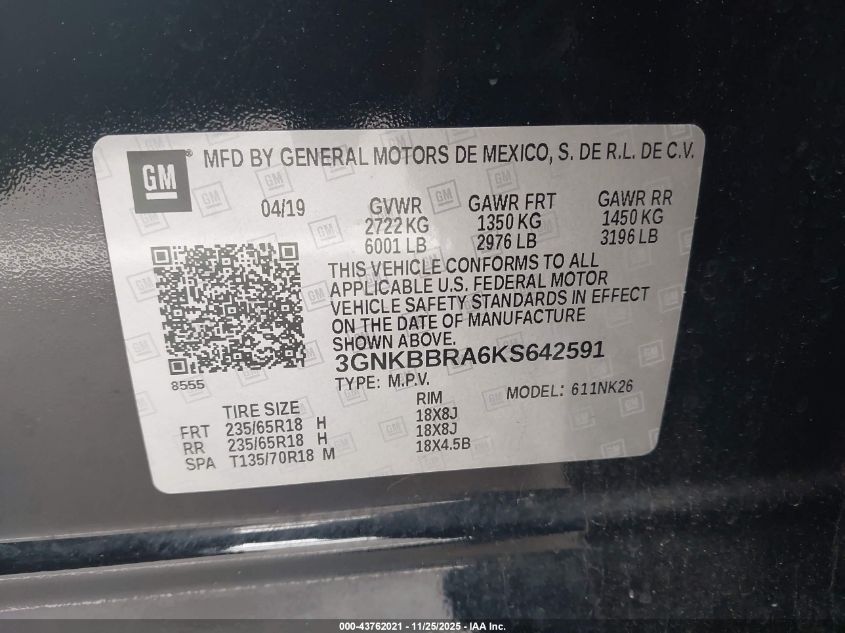 GM ® MFD BY GENERAL MOTORS DE MEXICO, S. DE R.L. DE C.V.
04/19 GVWR GAWR FRT GAWR RR
2722 KG 1350 KG 1450 KG
6001 LB 2976 LB 3196 LB
THIS VEHICLE CONFORMS TO ALL
APPLICABLE U.S. FEDERAL MOTOR
VEHICLE SAFETY STANDARDS IN EFFECT
ON THE DATE OF MANUFACTURE
SHOWN ABOVE.
3GNKBBRA6KS642591
8555
TYPE: M.P.V. MODEL: 611NK26
TIRE SIZE RIM
FRT 235/65R18 H 18X8J
RR 235/65R18 H 18X8J
SPA T135/70R18 M 18X4.5B
000-43762021 - 11/25/2025 - IAA Inc.